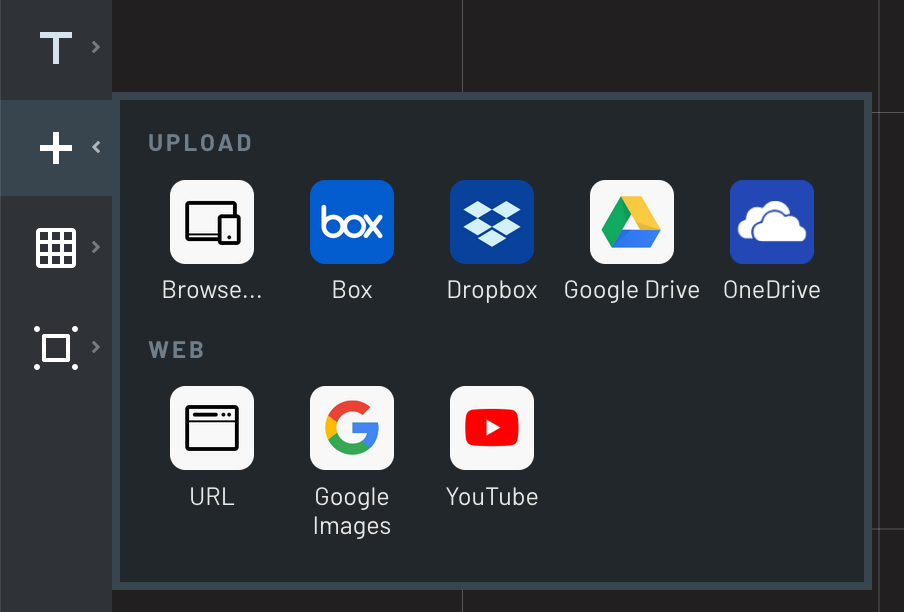 T
UPLOAD
box
Browse...
Box
Dropbox
Google Drive
OneDrive
WEB
G
URL
Google
Images
YouTube